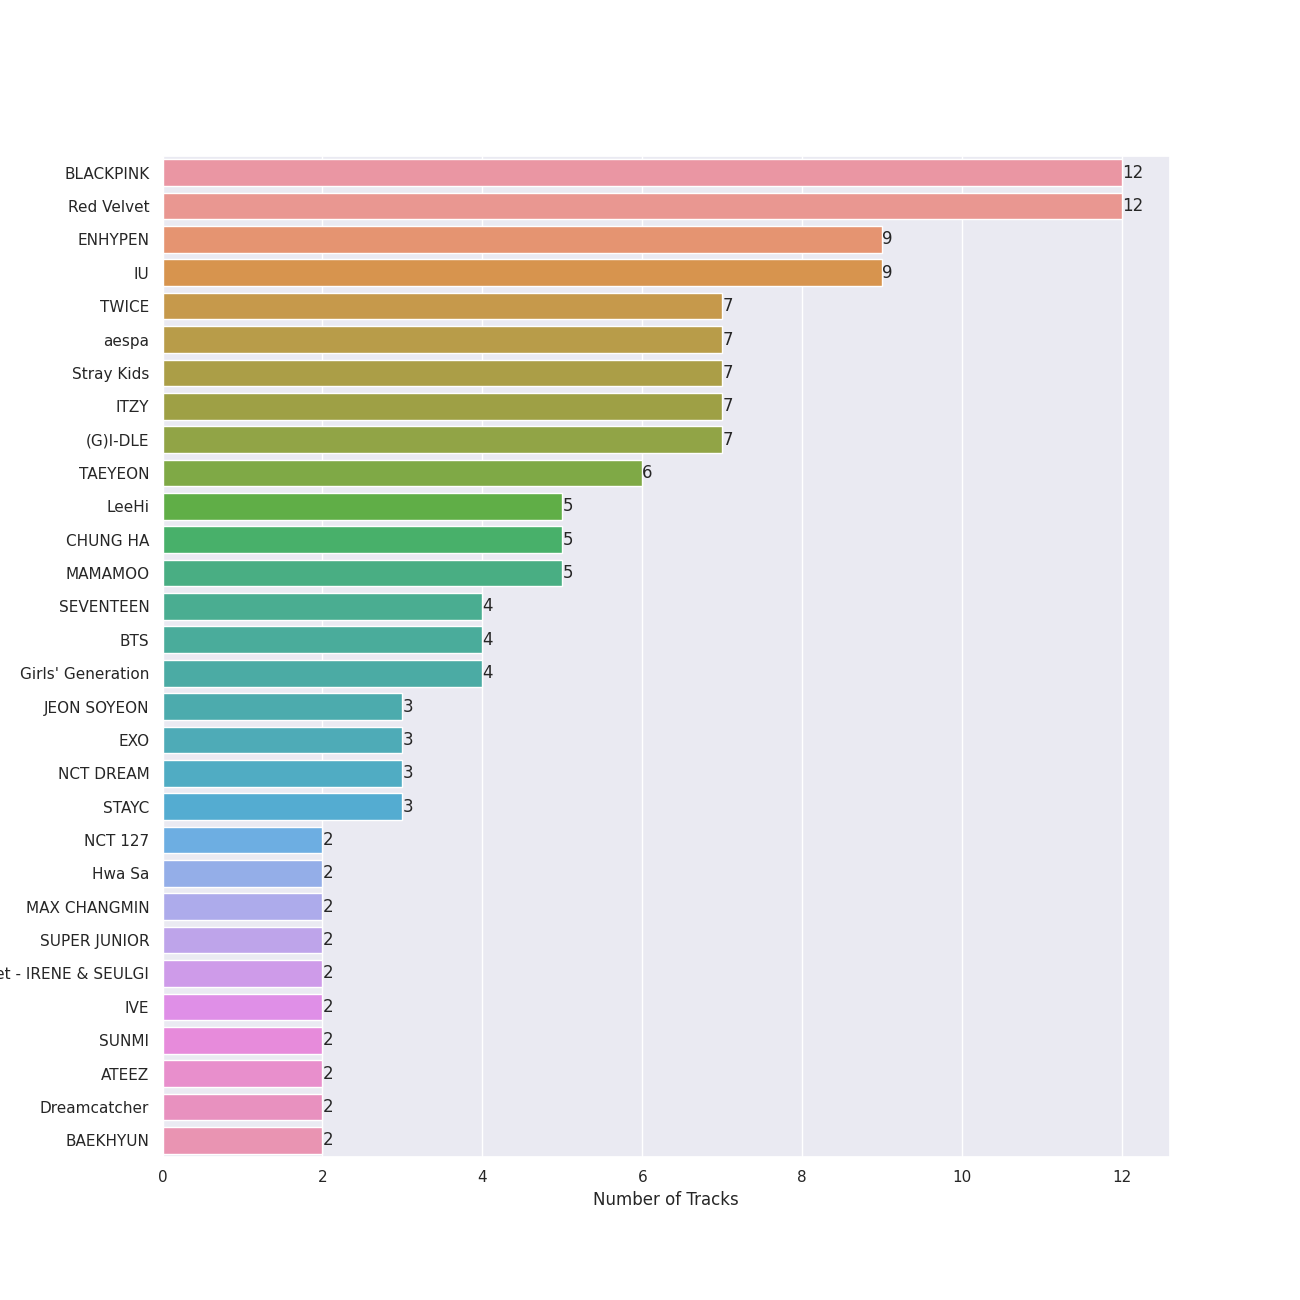 BLACKPINK 12
Red Velvet 12
ENHYPEN 9
IU 9
TWICE 7
aespa 7
Stray Kids 7
ITZY 7
(G)I-DLE 7
TAEYEON 6
LeeHi 5
CHUNG HA 5
MAMAMOO 5
SEVENTEEN 4
BTS 4
Girls' Generation 4
JEON SOYEON 3
EXO 3
NCT DREAM 3
STAYC 3
NCT 127 2
Hwa Sa 2
MAX CHANGMIN 2
SUPER JUNIOR 2
- IRENE & SEULGI 2
IVE 2
SUNMI 2
ATEEZ 2
Dreamcatcher 2
BAEKHYUN 2
0 2 4 6 8 10 12
Number of Tracks